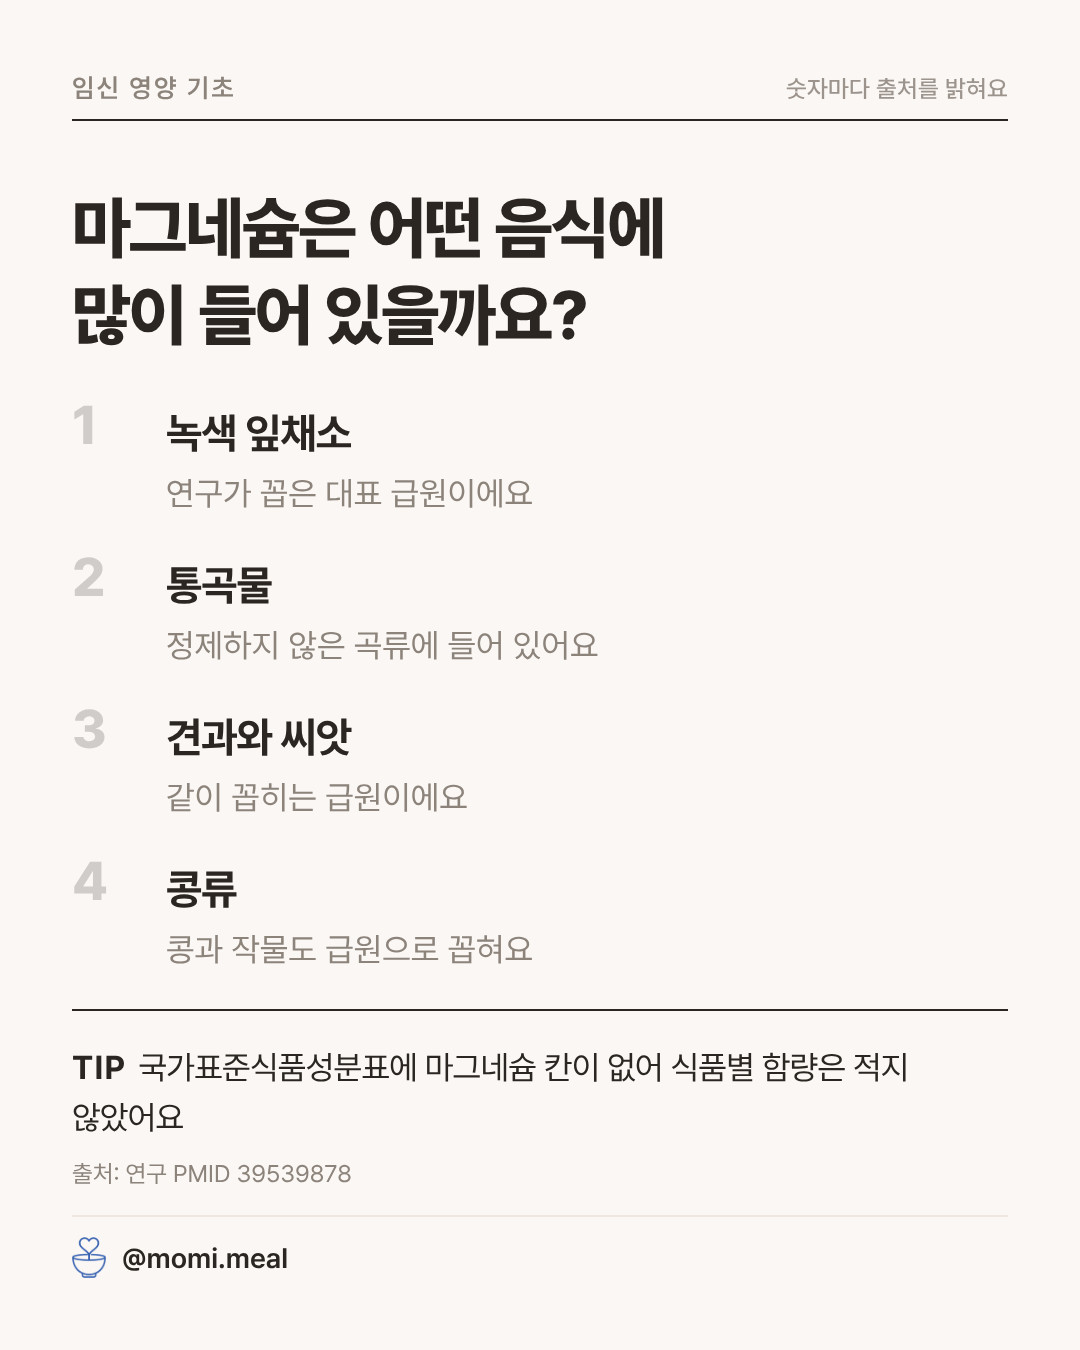 임신 영양 기초
숫자마다 출처를 밝혀요
마그네슘은 어떤 음식에
많이 들어 있을까요?
1
녹색 잎채소
연구가 꼽은 대표 급원이에요
2
통곡물
정제하지 않은 곡류에 들어 있어요
3
견과와 씨앗
같이 꼽히는 급원이에요
4
콩류
콩과 작물도 급원으로 꼽혀요
TIP 국가표준식품성분표에 마그네슘 칸이 없어 식품별 함량은 적지
않았어요
출처: 연구 PMID 39539878
@momi.meal